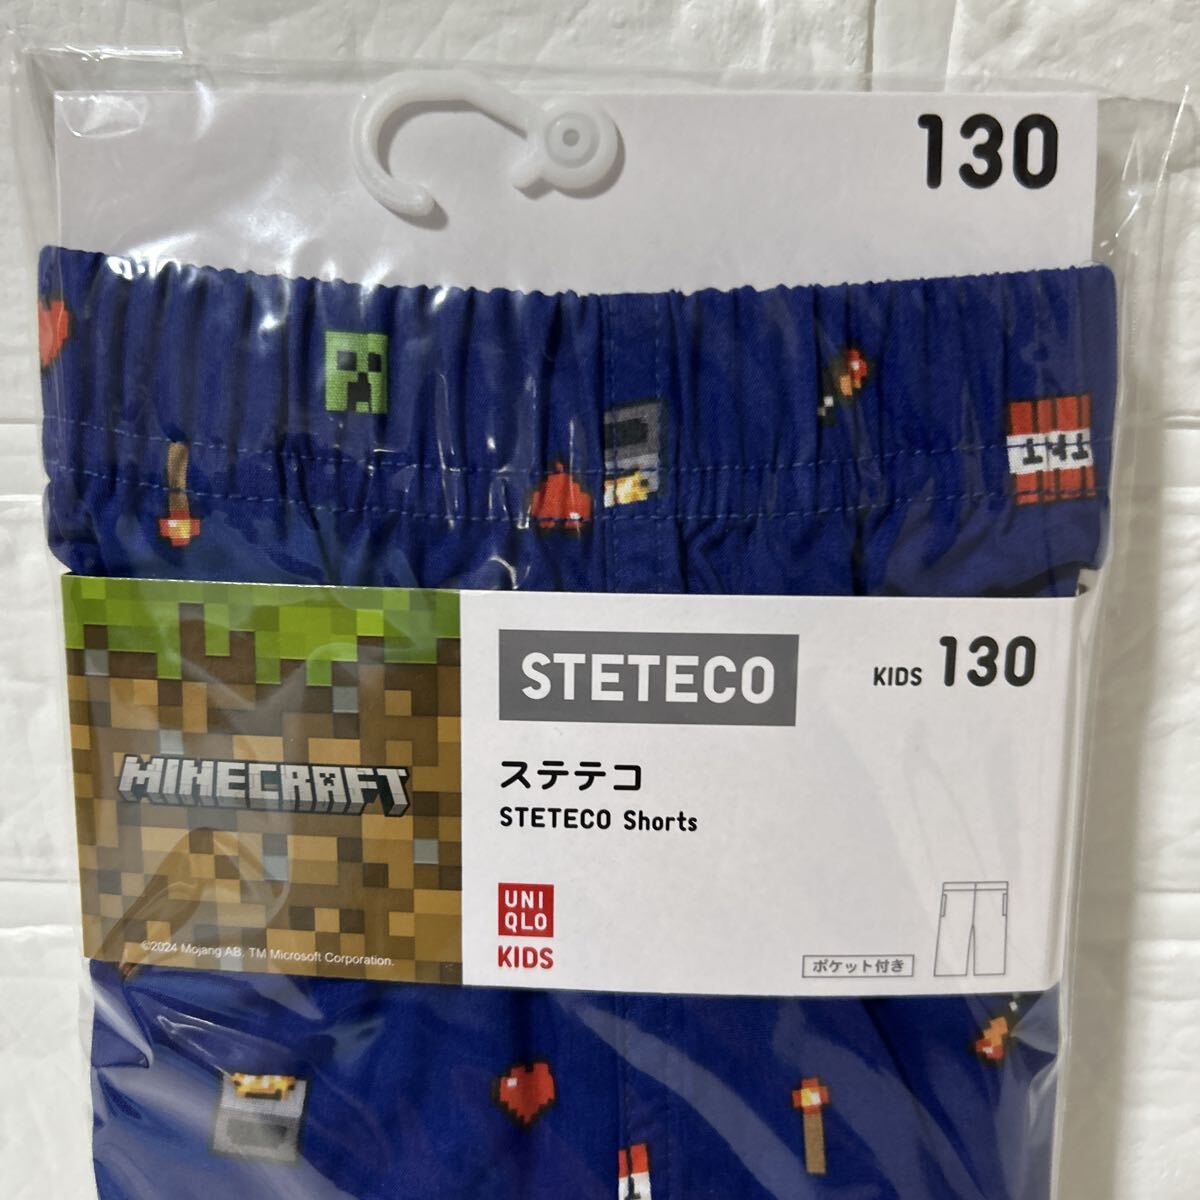 130
TNT
MINECRAFT
©2024 Mojang AB. TM Microsoft Corporation.
STETECO
KIDS 130
ステテコ
STETECO Shorts
UNI
QLO
KIDS
ポケット付き